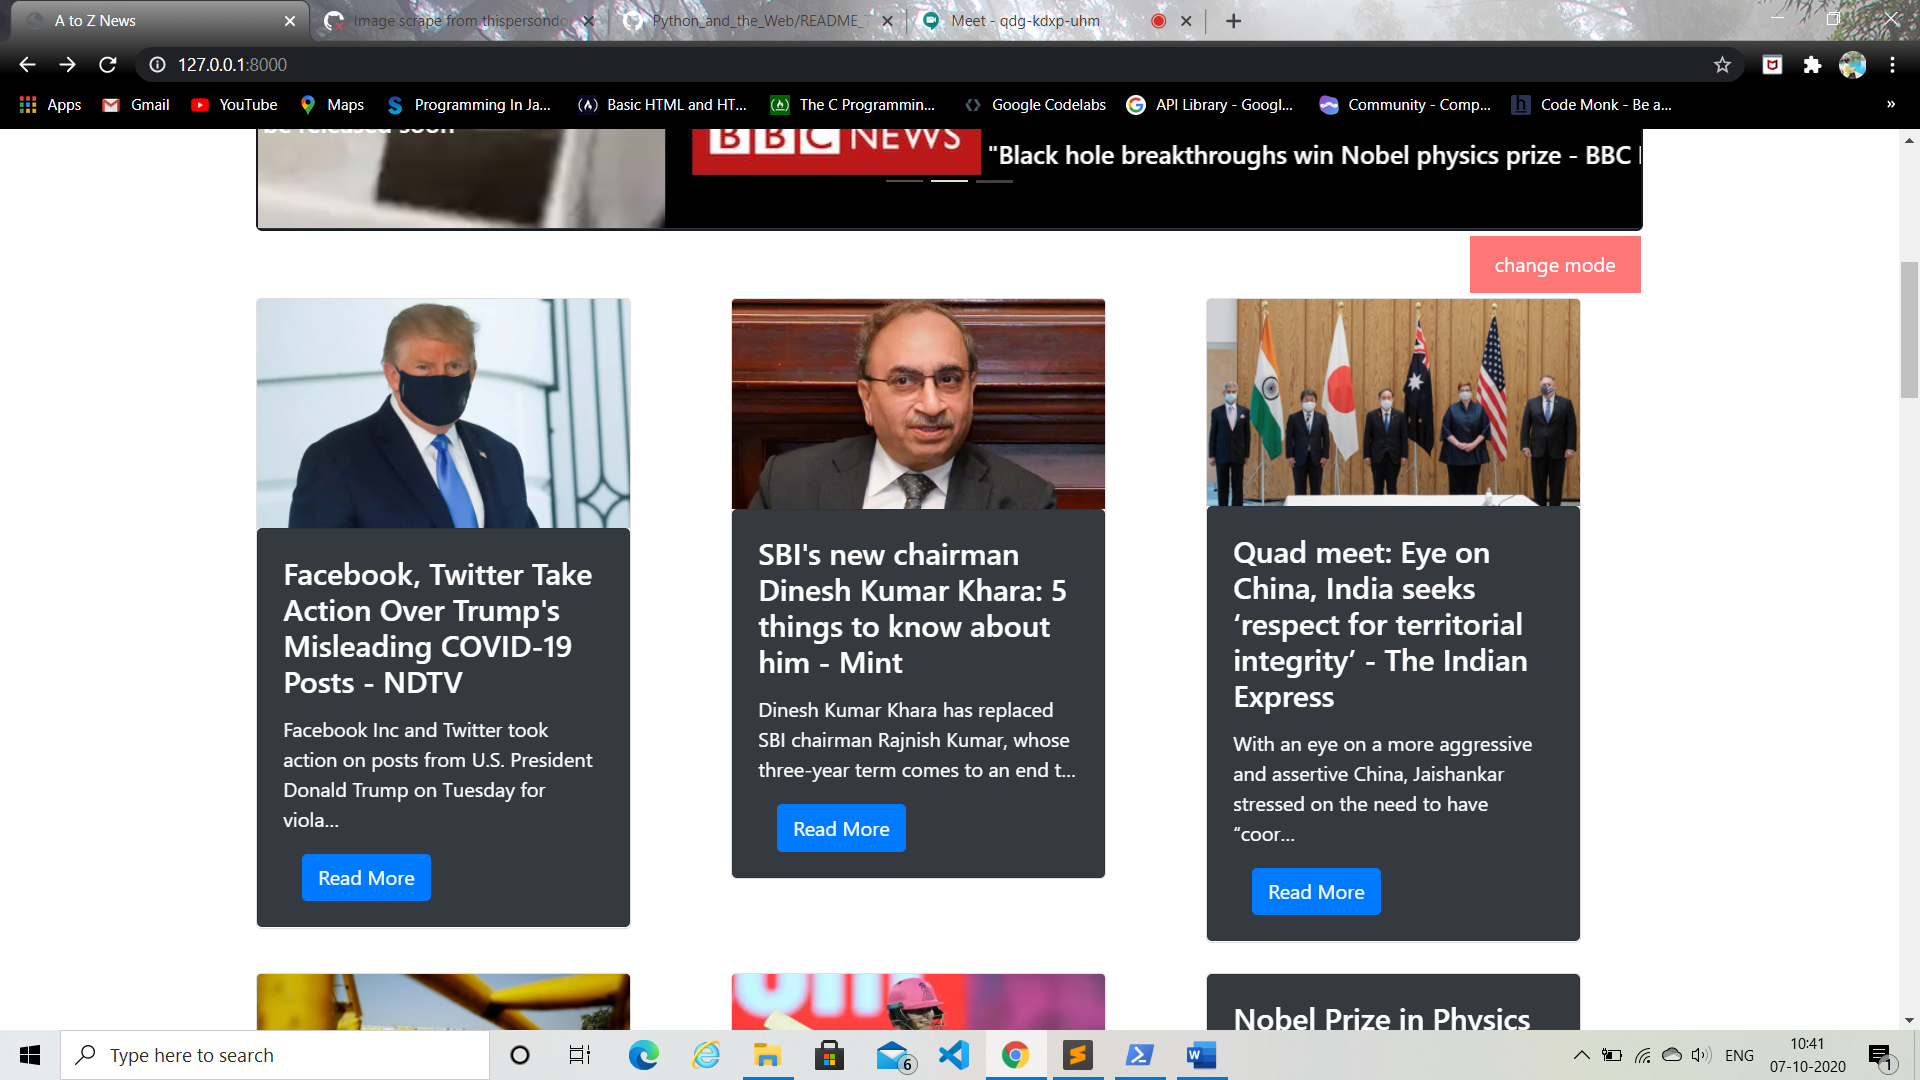 A to Z News
Image scrape from thispersondo
Python_and_the_Web/README_T
Meet - qdg-kdxp-uhm
127.0.0.1:8000
Apps
Gmail
YouTube
Maps
Programming In Ja...
Basic HTML and HT...
The C Programmin...
Google Codelabs
API Library - Googl...
Community - Comp...
Code Monk - Be a...
be released soon
BBC NEWS
"Black hole breakthroughs win Nobel physics prize - BBC
change mode
Facebook, Twitter Take
Action Over Trump's
Misleading COVID-19
Posts - NDTV
Facebook Inc and Twitter took
action on posts from U.S. President
Donald Trump on Tuesday for
viola...
Read More
SBI's new chairman
Dinesh Kumar Khara: 5
things to know about
him - Mint
Dinesh Kumar Khara has replaced
SBI chairman Rajnish Kumar, whose
three-year term comes to an end t...
Read More
Quad meet: Eye on
China, India seeks
‘respect for territorial
integrity’ - The Indian
Express
With an eye on a more aggressive
and assertive China, Jaishankar
stressed on the need to have
“coor...
Read More
Nobel Prize in Physics
Type here to search
6
ENG
10:41
07-10-2020
1